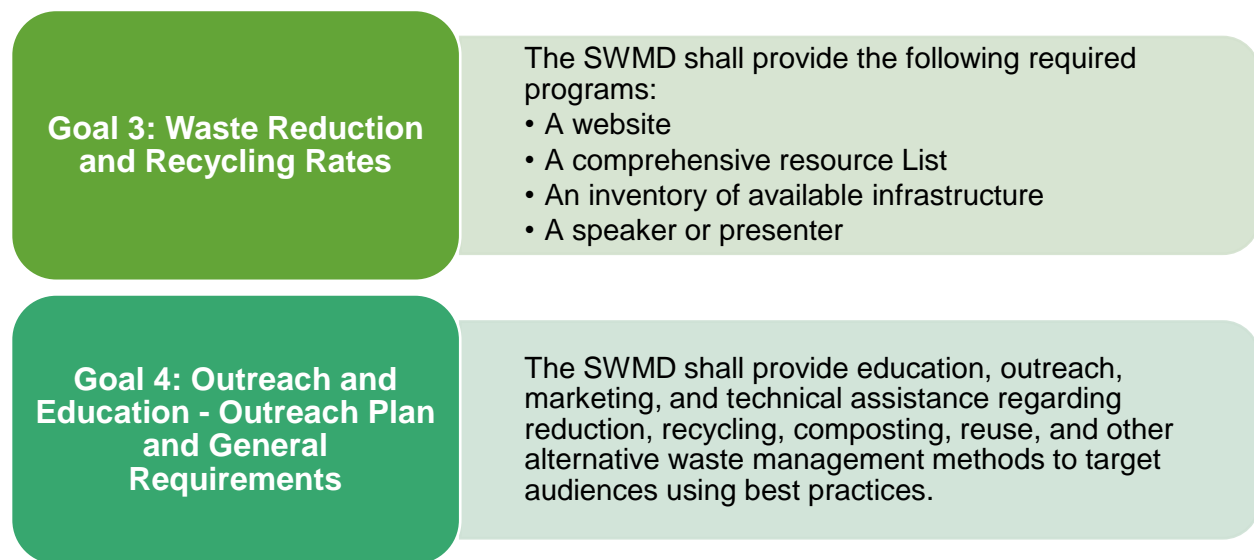 Goal 3: Waste Reduction
and Recycling Rates
The SWMD shall provide the following required
programs:
• A website
• A comprehensive resource List
• An inventory of available infrastructure
• A speaker or presenter
Goal 4: Outreach and
Education - Outreach Plan
and General
Requirements
The SWMD shall provide education, outreach,
marketing, and technical assistance regarding
reduction, recycling, composting, reuse, and other
alternative waste management methods to target
audiences using best practices.